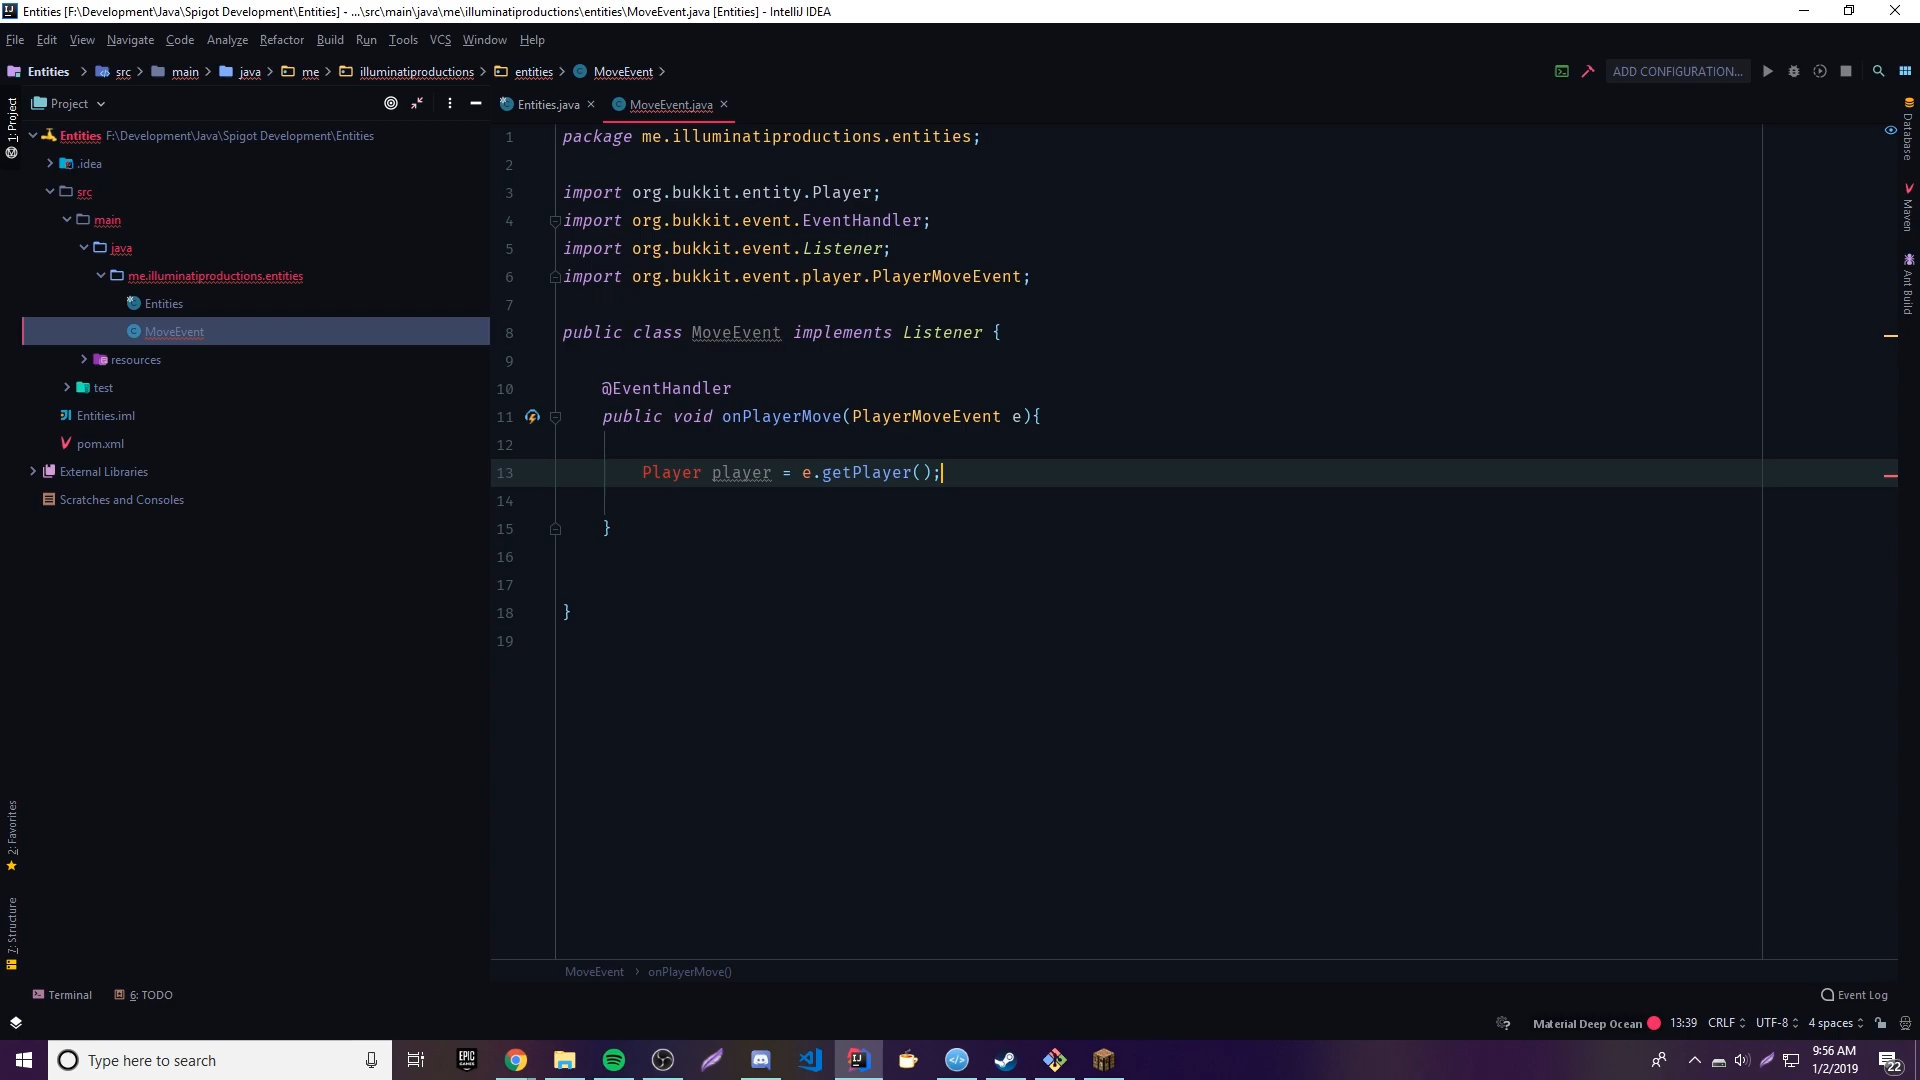 Entities [F:\Development\Java\Spigot Development\Entities] - ...\src\main\java\me\illuminatiproductions\entities\MoveEvent.java [Entities] - IntelliJ IDEA
File Edit View Navigate Code Analyze Refactor Build Run Tools VCS Window Help
Entities src main java me illuminatiproductions entities MoveEvent ADD CONFIGURATION...
Project
Entities.java MoveEvent.java
1: Project
Entities F:\Development\Java\Spigot Development\Entities
.idea
src
main
java
me.illuminatiproductions.entities
Entities
MoveEvent
resources
test
Entities.iml
pom.xml
External Libraries
Scratches and Consoles
1 package me.illuminatiproductions.entities;
2
3 import org.bukkit.entity.Player;
4 import org.bukkit.event.EventHandler;
5 import org.bukkit.event.Listener;
6 import org.bukkit.event.player.PlayerMoveEvent;
7
8 public class MoveEvent implements Listener {
9
10 @EventHandler
11 public void onPlayerMove(PlayerMoveEvent e){
12
13 Player player = e.getPlayer();
14
15 }
16
17
18 }
19
Database
Maven
Ant Build
2: Favorites
7: Structure
MoveEvent › onPlayerMove()
Terminal 6: TODO Event Log
Material Deep Ocean 13:39 CRLF UTF-8 4 spaces
Type here to search
EPIC GAMES
9:56 AM
1/2/2019
22